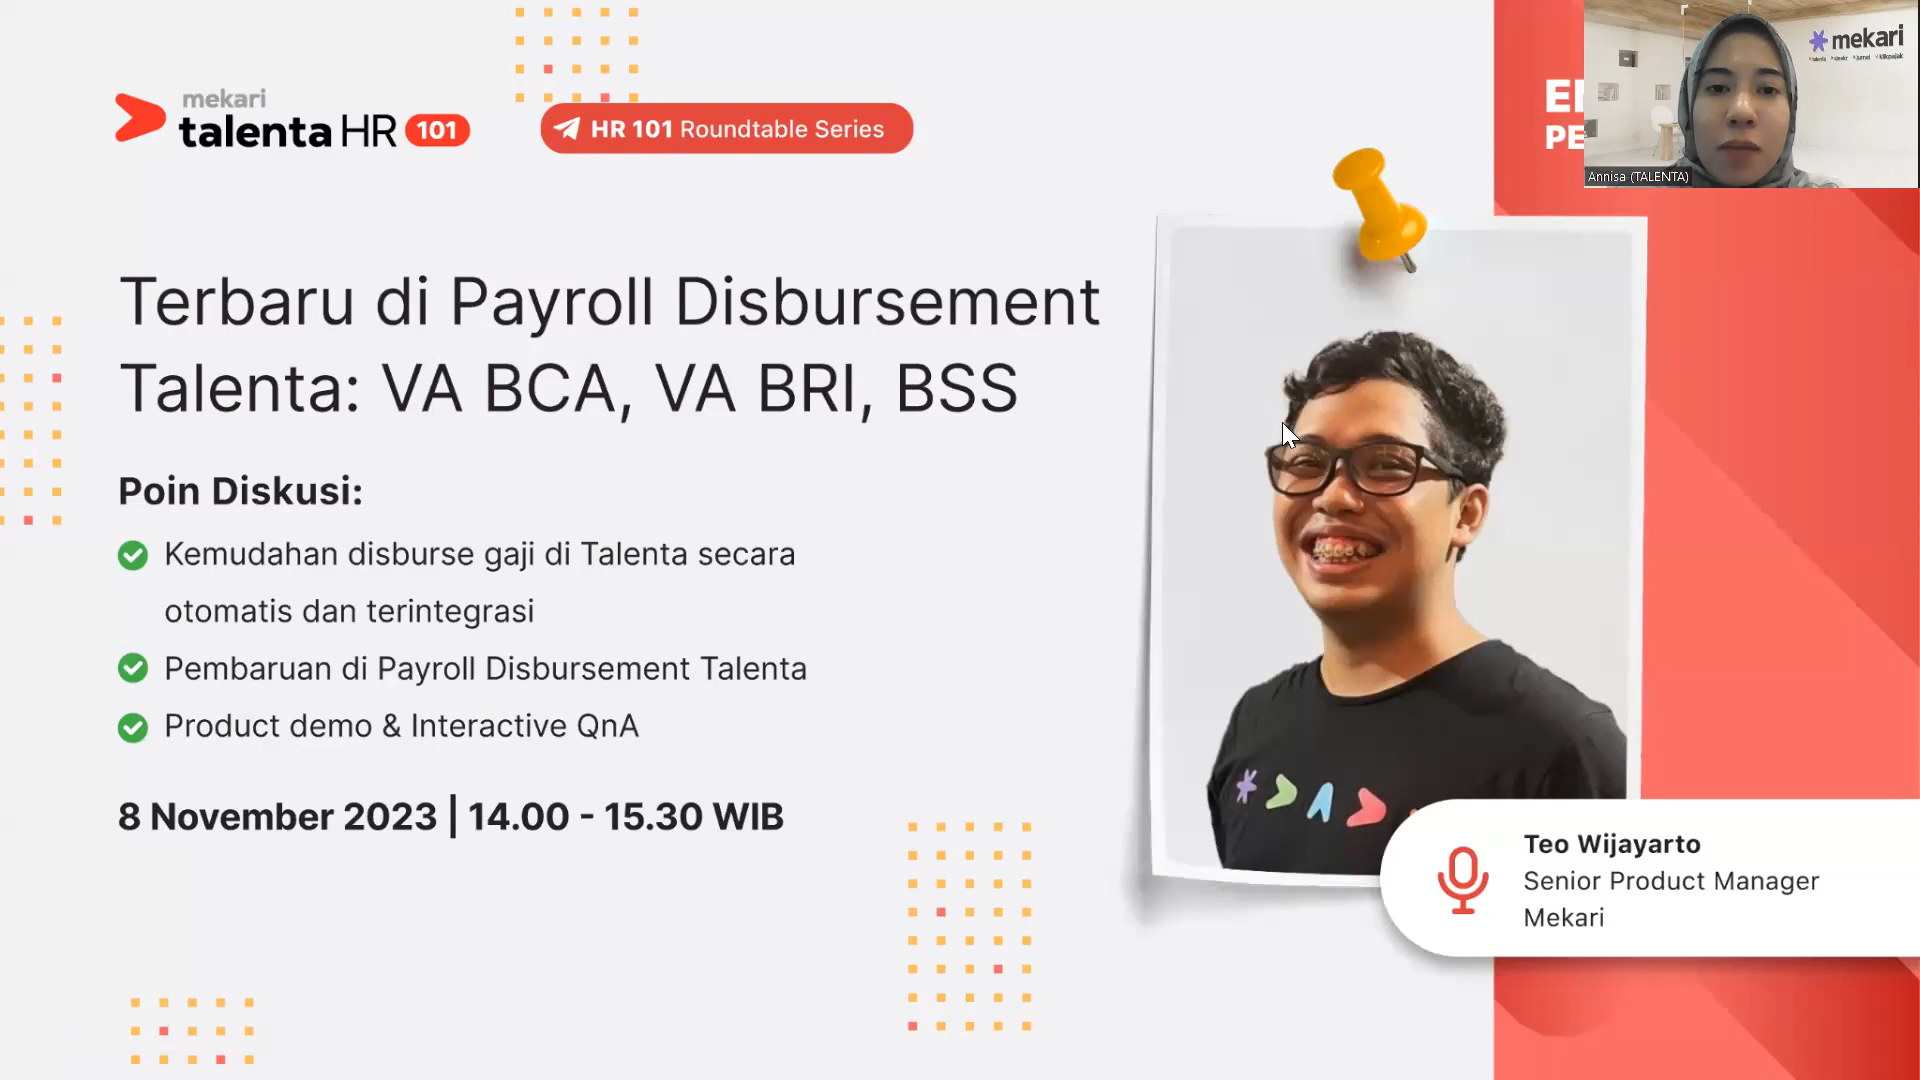 mekari
talenta HR 101
HR 101 Roundtable Series
mekari
Annisa (TALENTA)
Terbaru di Payroll Disbursement
Talenta: VA BCA, VA BRI, BSS
Poin Diskusi:
Kemudahan disburse gaji di Talenta secara
otomatis dan terintegrasi
Pembaruan di Payroll Disbursement Talenta
Product demo & Interactive QnA
8 November 2023 | 14.00 - 15.30 WIB
Teo Wijayarto
Senior Product Manager
Mekari